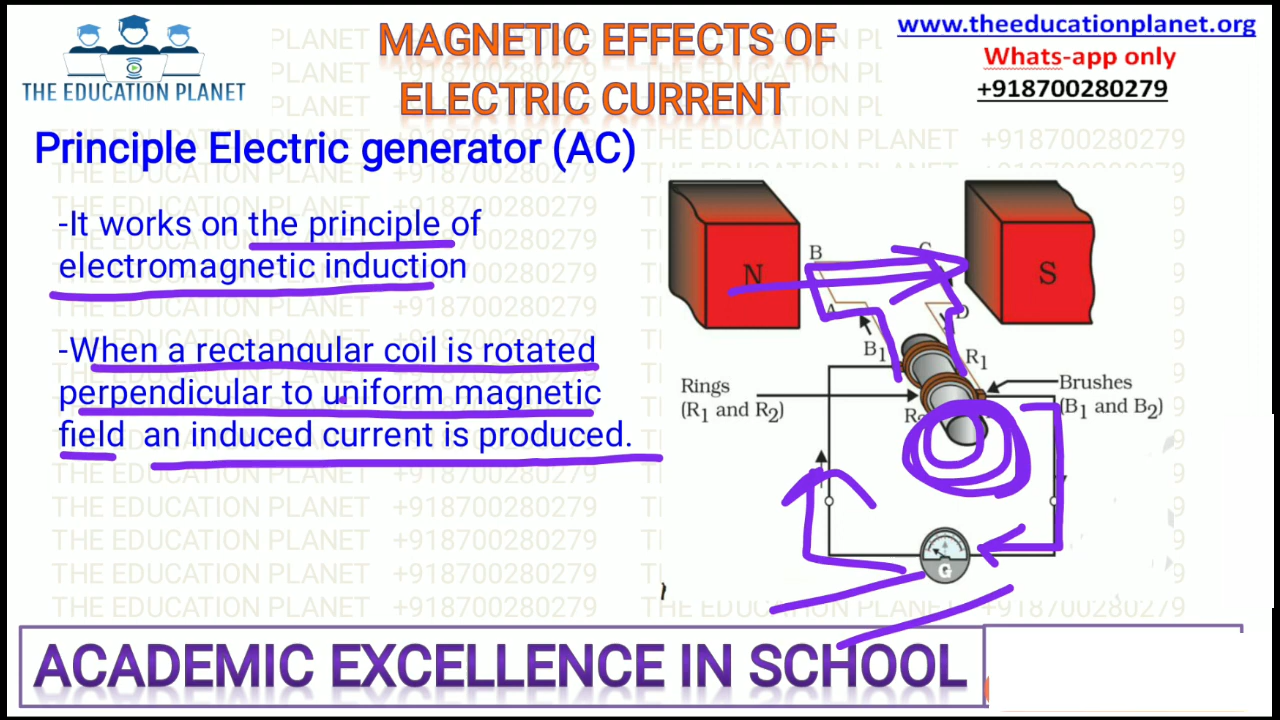 THE EDUCATION PLANET
MAGNETIC EFFECTS OF
ELECTRIC CURRENT
www.theeducationplanet.org
Whats-app only
+918700280279
Principle Electric generator (AC)
-It works on the principle of
electromagnetic induction
-When a rectangular coil is rotated
perpendicular to uniform magnetic
field an induced current is produced.
N
S
B
C
A
D
B1
R1
Rings
(R1 and R2)
Brushes
(B1 and B2)
G
ACADEMIC EXCELLENCE IN SCHOOL